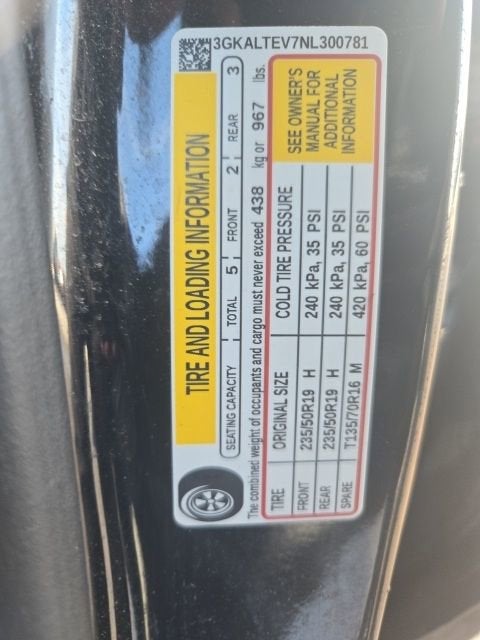 3GKALTEV7NL300781
TIRE AND LOADING INFORMATION
SEATING CAPACITY TOTAL 5 FRONT 2 REAR 3
The combined weight of occupants and cargo must never exceed 438 kg or 967 lbs.
TIRE ORIGINAL SIZE COLD TIRE PRESSURE
FRONT 235/50R19 H 240 kPa, 35 PSI
REAR 235/50R19 H 240 kPa, 35 PSI
SPARE T135/70R16 M 420 kPa, 60 PSI
SEE OWNER'S
MANUAL FOR
ADDITIONAL
INFORMATION